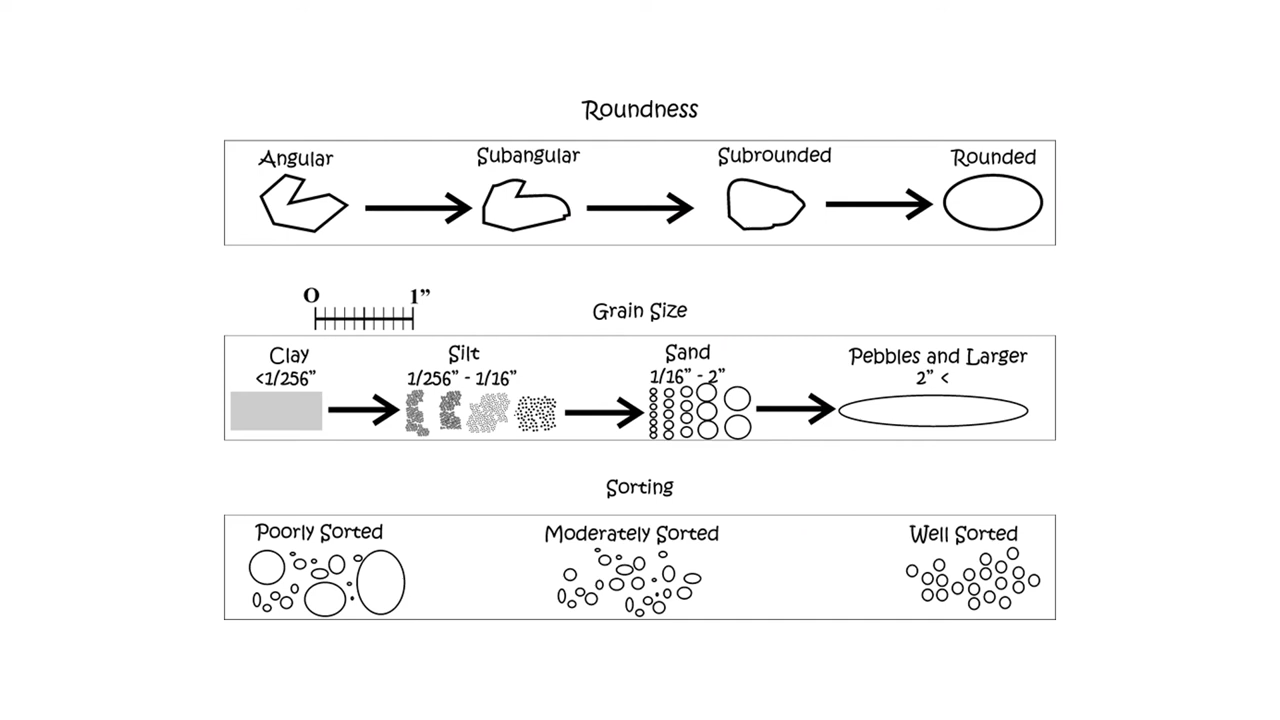 Roundness
Angular Subangular Subrounded Rounded
0 1”
Grain Size
Clay Silt Sand Pebbles and Larger
<1/256” 1/256” - 1/16” 1/16” - 2” 2” <
Sorting
Poorly Sorted Moderately Sorted Well Sorted